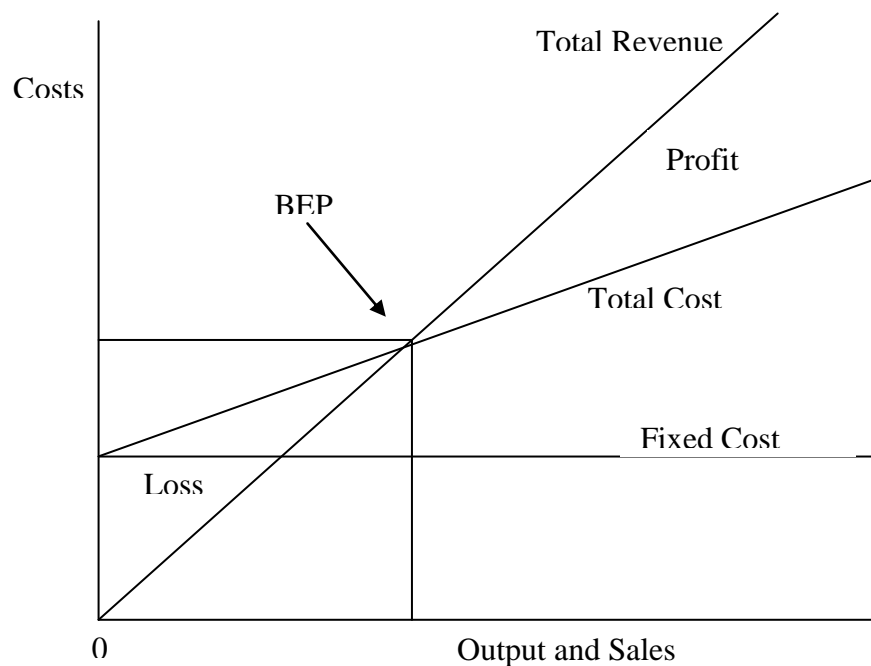 Total Revenue
Costs
Profit
BEP
Total Cost
Fixed Cost
Loss
0
Output and Sales